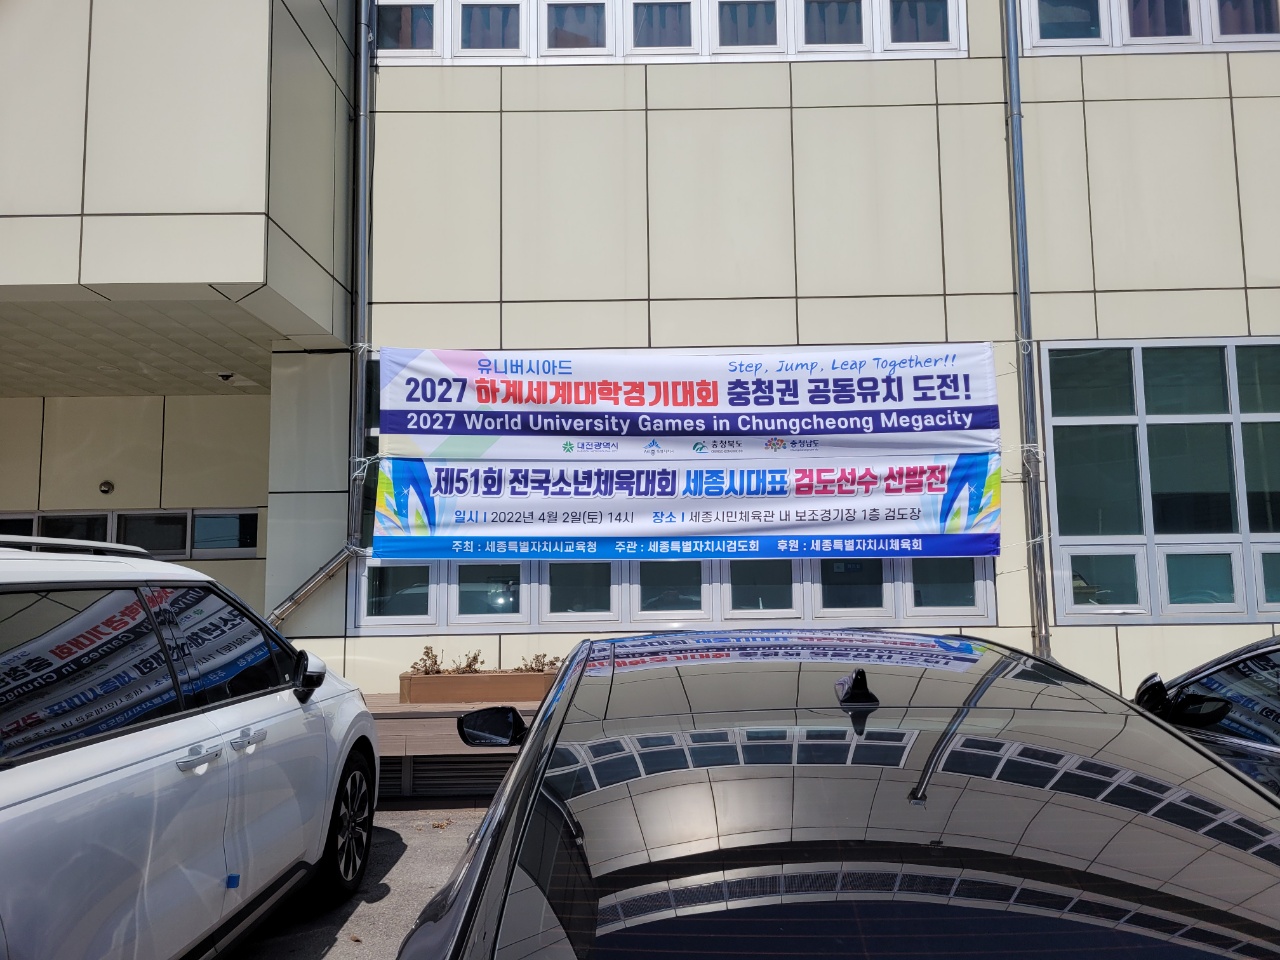 유니버시아드
Step, Jump, Leap Together!!
2027 하계세계대학경기대회 충청권 공동유치 도전!
2027 World University Games in Chungcheong Megacity
대전광역시 충청북도 충청남도
제51회 전국소년체육대회 세종시대표 검도선수 선발전
일시 | 2022년 4월 2일(토) 14시 장소 | 세종시민체육관 내 보조경기장 1층 검도장
주최 : 세종특별자치시교육청 주관 : 세종특별자치시검도회 후원 : 세종특별자치시체육회